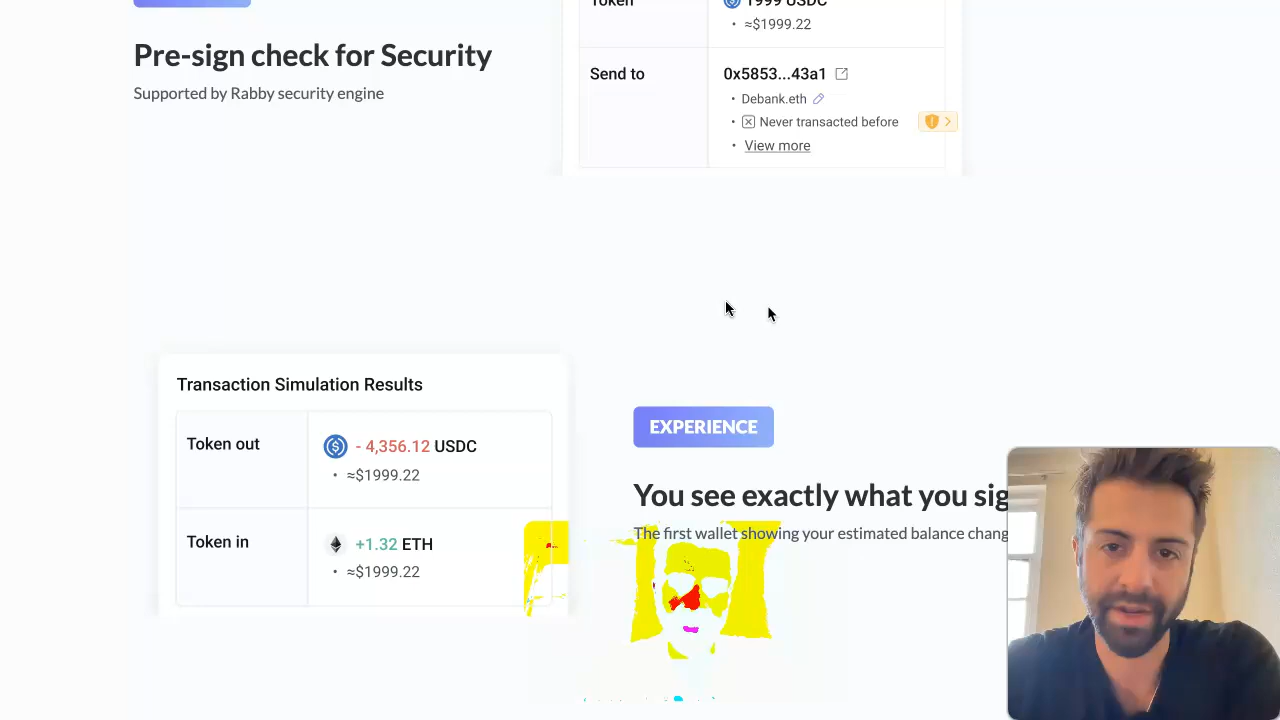 Pre-sign check for Security
Supported by Rabby security engine
Token
1999 USDC
≈$1999.22
Send to
0x5853...43a1
Debank.eth
Never transacted before
View more
Transaction Simulation Results
Token out
- 4,356.12 USDC
≈$1999.22
Token in
+1.32 ETH
≈$1999.22
EXPERIENCE
You see exactly what you sig
The first wallet showing your estimated balance chang